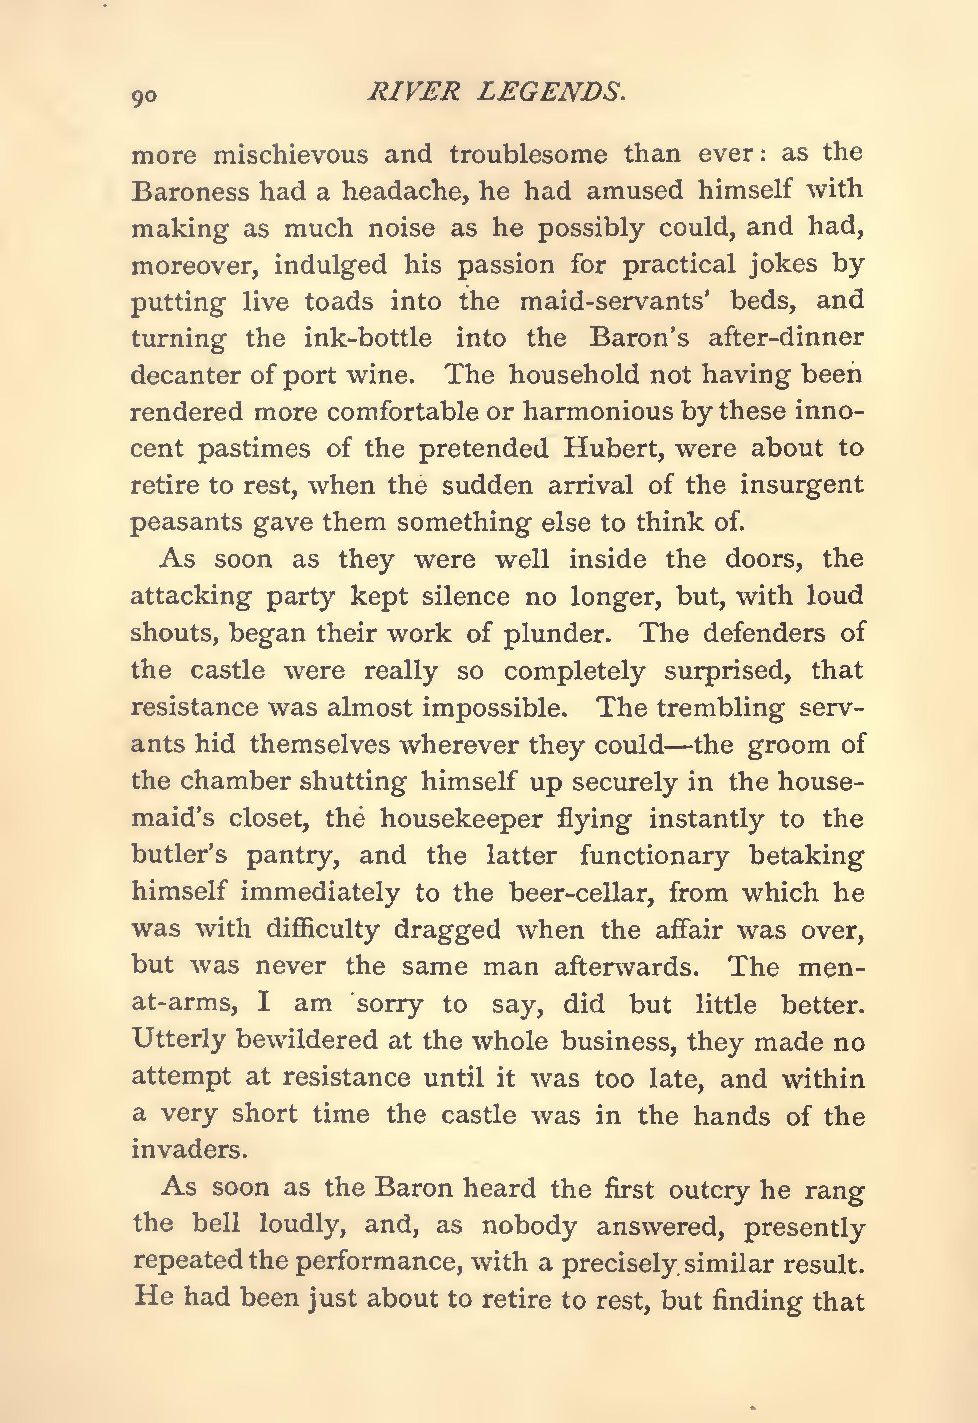 90 RIVER LEGENDS.
more mischievous and troublesome than ever: as the
Baroness had a headache, he had amused himself with
making as much noise as he possibly could, and had,
moreover, indulged his passion for practical jokes by
putting live toads into the maid-servants' beds, and
turning the ink-bottle into the Baron's after-dinner
decanter of port wine. The household not having been
rendered more comfortable or harmonious by these inno-
cent pastimes of the pretended Hubert, were about to
retire to rest, when the sudden arrival of the insurgent
peasants gave them something else to think of.
As soon as they were well inside the doors, the
attacking party kept silence no longer, but, with loud
shouts, began their work of plunder. The defenders of
the castle were really so completely surprised, that
resistance was almost impossible. The trembling serv-
ants hid themselves wherever they could—the groom of
the chamber shutting himself up securely in the house-
maid's closet, the housekeeper flying instantly to the
butler's pantry, and the latter functionary betaking
himself immediately to the beer-cellar, from which he
was with difficulty dragged when the affair was over,
but was never the same man afterwards. The men-
at-arms, I am sorry to say, did but little better.
Utterly bewildered at the whole business, they made no
attempt at resistance until it was too late, and within
a very short time the castle was in the hands of the
invaders.
As soon as the Baron heard the first outcry he rang
the bell loudly, and, as nobody answered, presently
repeated the performance, with a precisely similar result.
He had been just about to retire to rest, but finding that